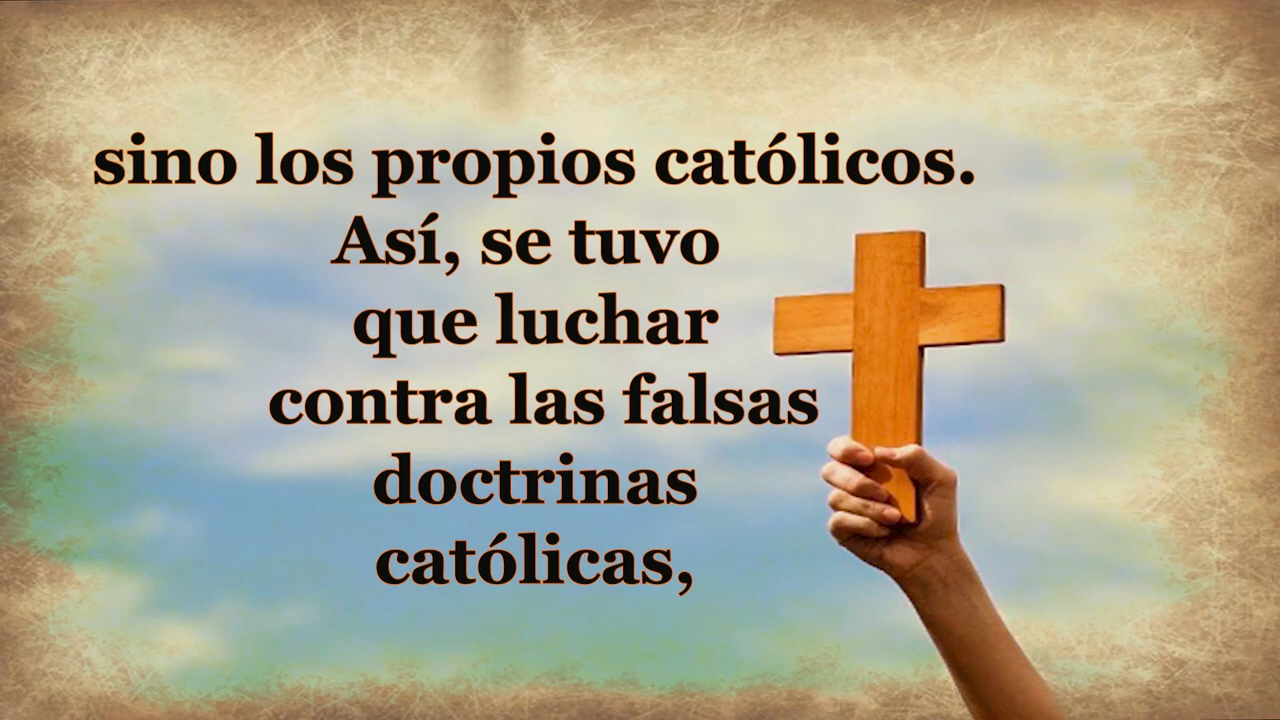 sino los propios católicos.
Así, se tuvo
que luchar
contra las falsas
doctrinas
católicas,